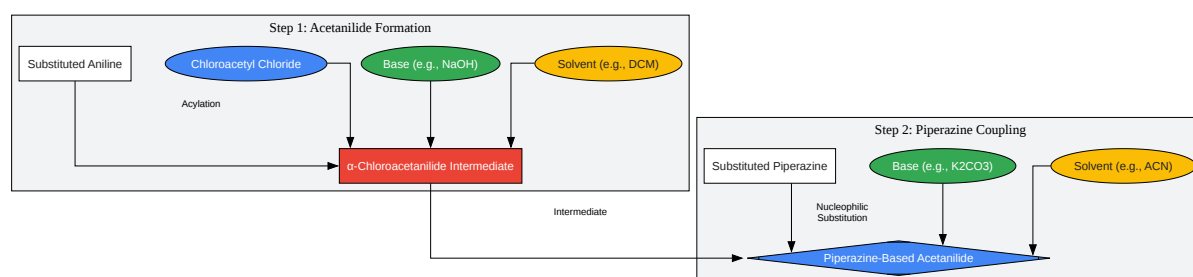 Step 1: Acetanilide Formation
Substituted Aniline
Chloroacetyl Chloride
Base (e.g., NaOH)
Solvent (e.g., DCM)
Acylation
α-Chloroacetanilide Intermediate
Step 2: Piperazine Coupling
Substituted Piperazine
Base (e.g., K2CO3)
Solvent (e.g., ACN)
Intermediate
Nucleophilic
Substitution
Piperazine-Based Acetanilide